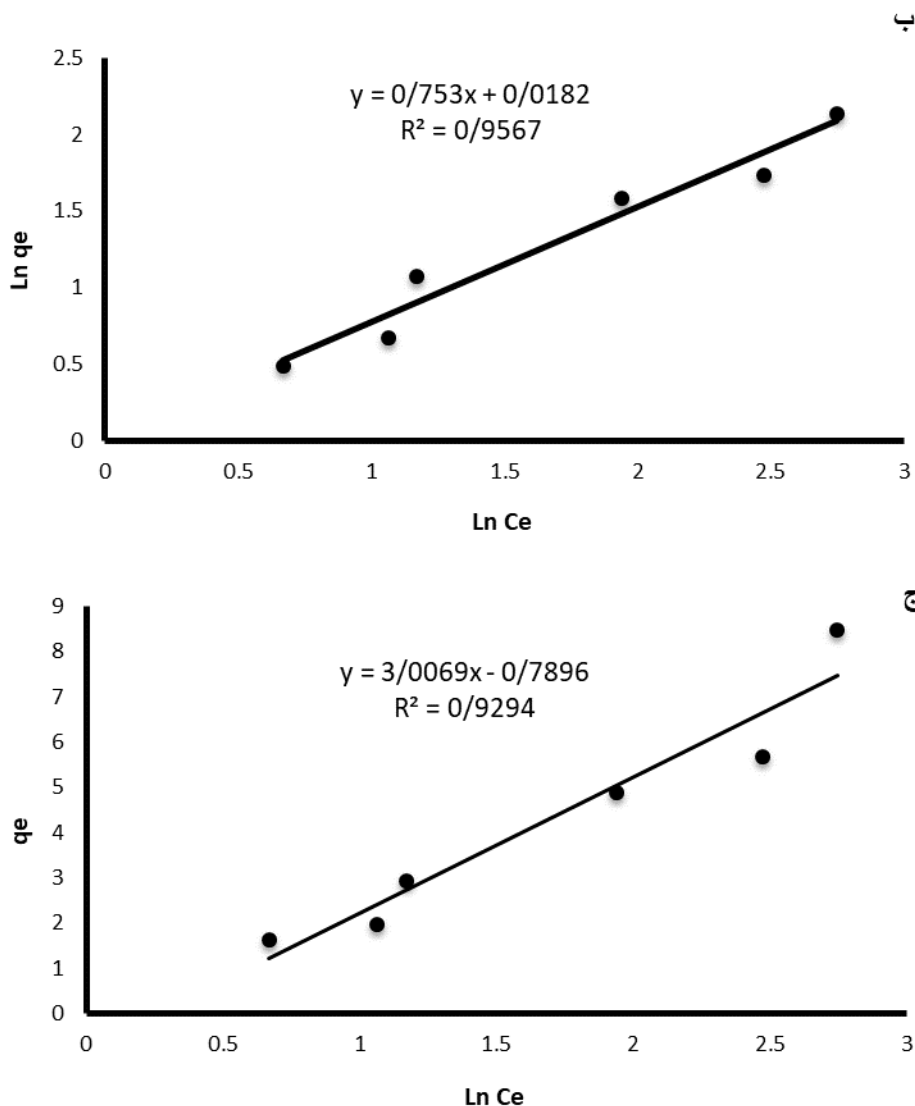 2.5
2
1.5
1
0.5
0
y = 0/753x + 0/0182
R² = 0/9567
Ln qe
0 0.5 1 1.5 2 2.5 3
Ln Ce
9
8
7
6
5
4
3
2
1
0
y = 3/0069x - 0/7896
R² = 0/9294
qe
0 0.5 1 1.5 2 2.5 3
Ln Ce